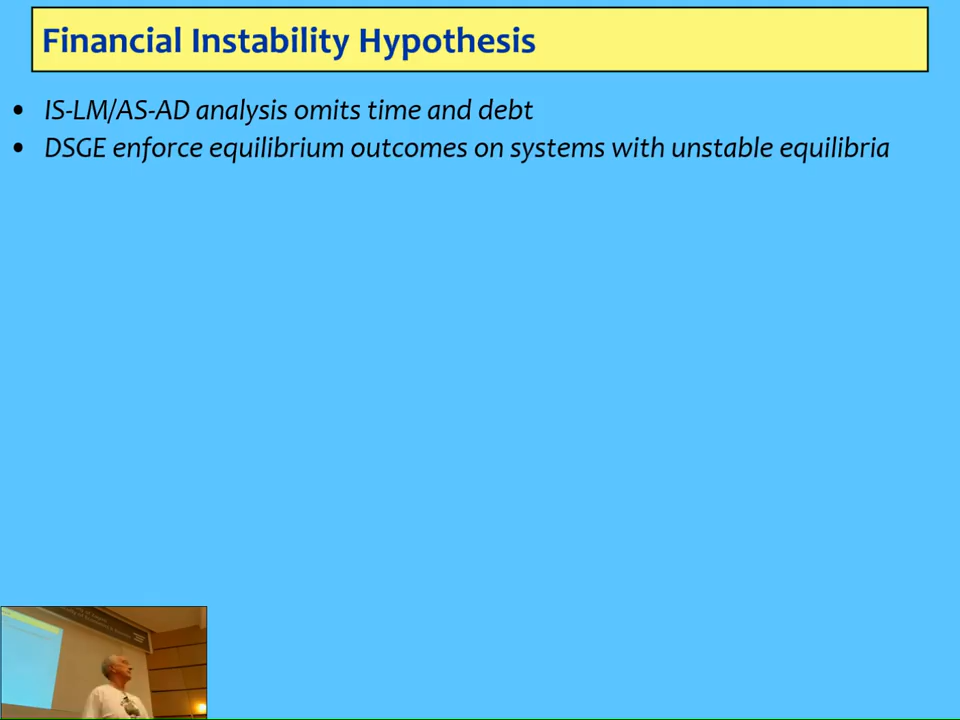 Financial Instability Hypothesis
• IS-LM/AS-AD analysis omits time and debt
• DSGE enforce equilibrium outcomes on systems with unstable equilibria